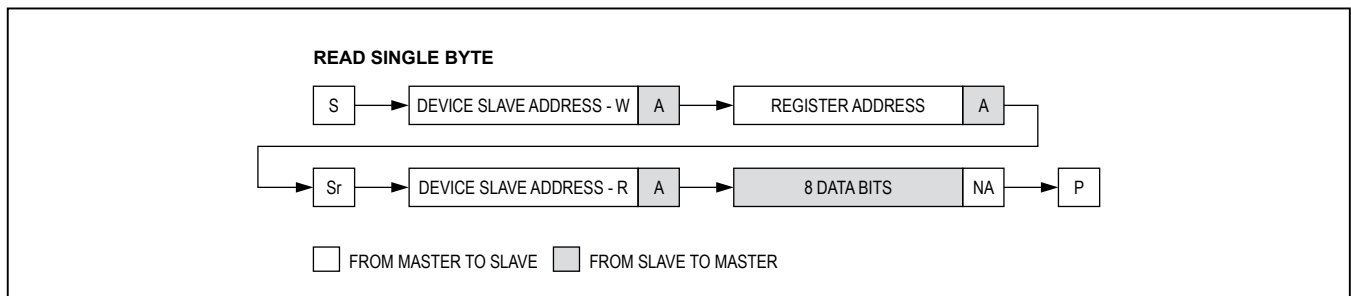 READ SINGLE BYTE
S DEVICE SLAVE ADDRESS - W A REGISTER ADDRESS A
Sr DEVICE SLAVE ADDRESS - R A 8 DATA BITS NA P
FROM MASTER TO SLAVE FROM SLAVE TO MASTER